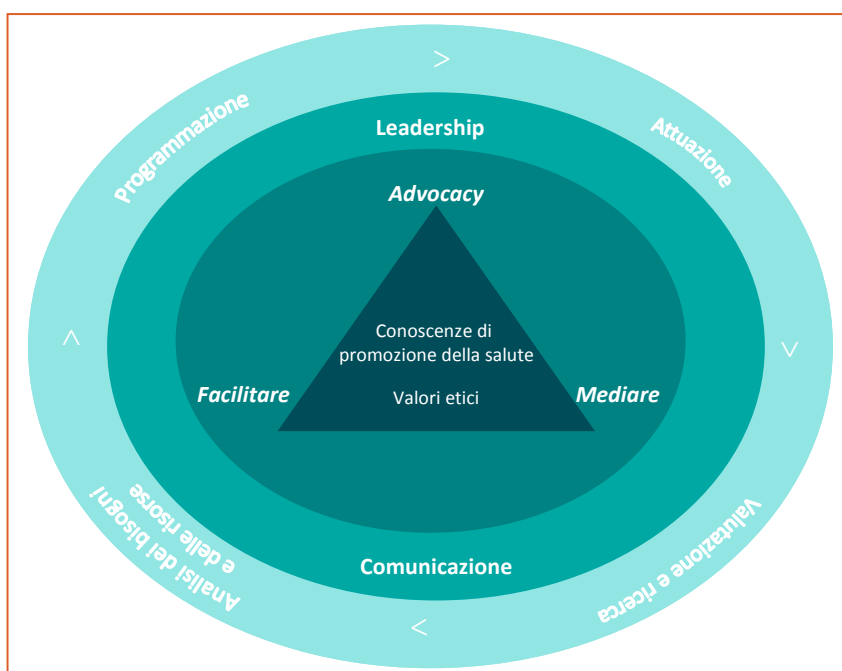 >
Programmazione
Attuazione
Leadership
Advocacy
Conoscenze di
promozione della salute
Valori etici
Facilitare
Mediare
>
>
Analisi dei bisogni
e delle risorse
Comunicazione
Valutazione e ricerca
>